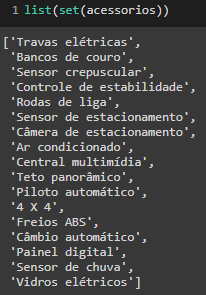 1 list(set(acessorios))
['Travas elétricas',
'Bancos de couro',
'Sensor crepuscular',
'Controle de estabilidade',
'Rodas de liga',
'Sensor de estacionamento',
'Câmera de estacionamento',
'Ar condicionado',
'Central multimídia',
'Teto panorâmico',
'Piloto automático',
'4 X 4',
'Freios ABS',
'Câmbio automático',
'Painel digital',
'Sensor de chuva',
'Vidros elétricos']